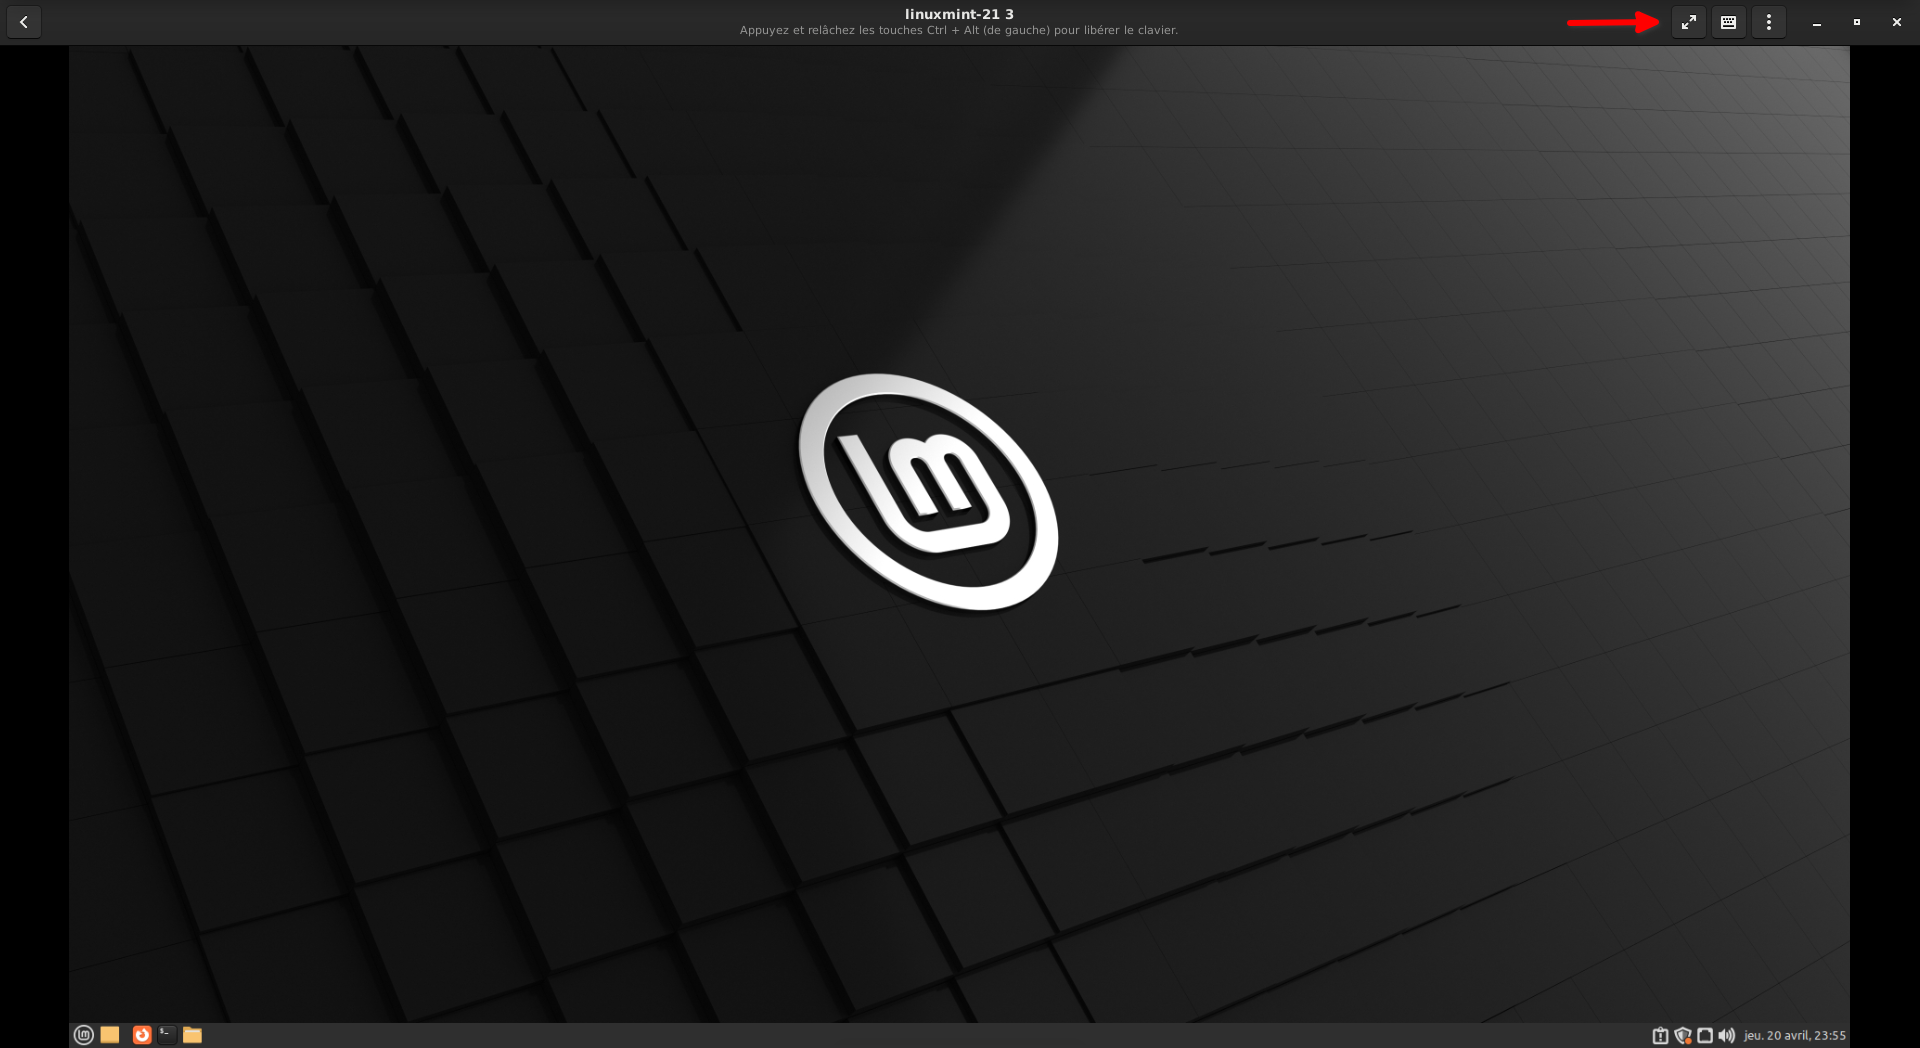 linuxmint-21 3
Appuyez et relâchez les touches Ctrl + Alt (de gauche) pour libérer le clavier.
lm
jeu. 20 avril, 23:55